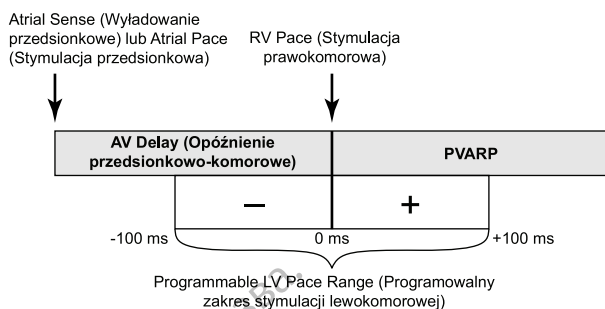 Atrial Sense (Wyładowanie
przedsionkowe) lub Atrial Pace
(Stymulacja przedsionkowa)
RV Pace (Stymulacja
prawokomorowa)
AV Delay (Opóźnienie
przedsionkowo-komorowe)
PVARP
– +
-100 ms 0 ms +100 ms
Programmable LV Pace Range (Programowalny
zakres stymulacji lewokomorowej)